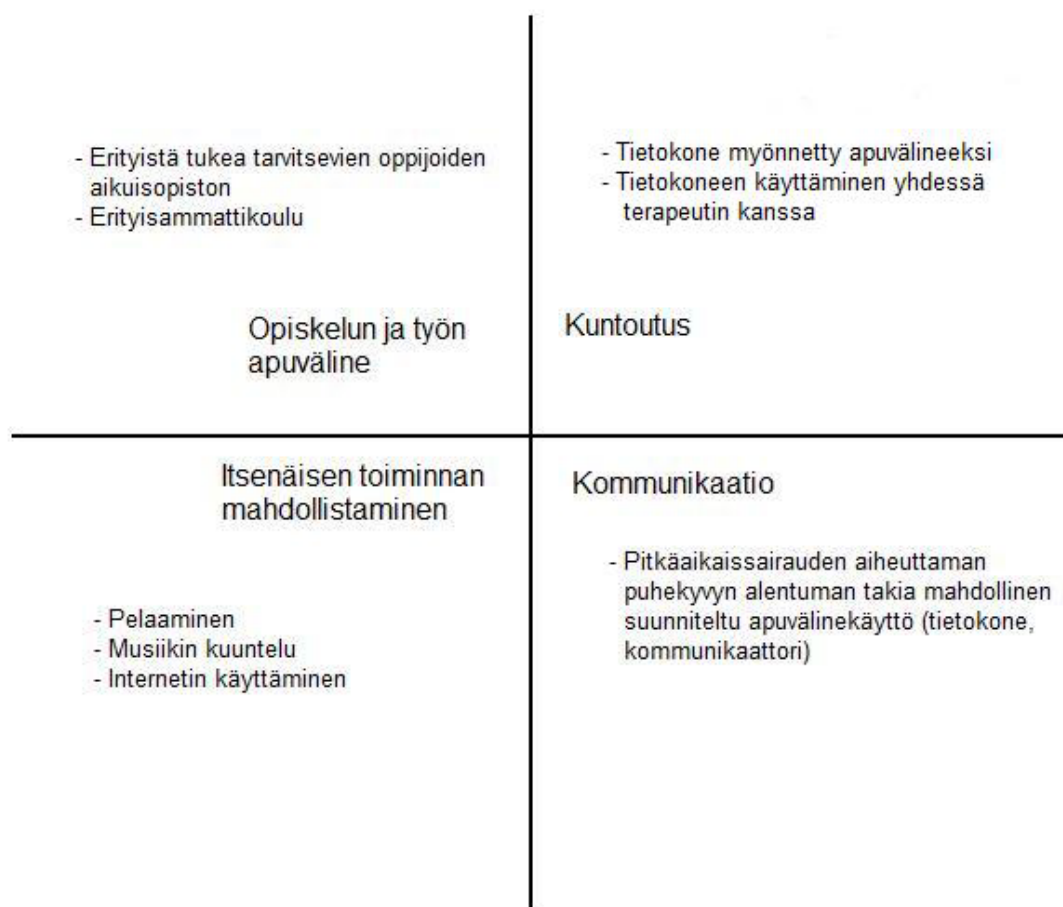 - Erityistä tukea tarvitsevien oppijoiden
aikuisopiston
- Erityisammattikoulu
Opiskelun ja työn
apuväline
- Tietokone myönnetty apuvälineeksi
- Tietokoneen käyttäminen yhdessä
terapeutin kanssa
Kuntoutus
Itsenäisen toiminnan
mahdollistaminen
- Pelaaminen
- Musiikin kuuntelu
- Internetin käyttäminen
Kommunikaatio
- Pitkäaikaissairauden aiheuttaman
puhekyvyn alentuman takia mahdollinen
suunniteltu apuvälinekäyttö (tietokone,
kommunikaattori)